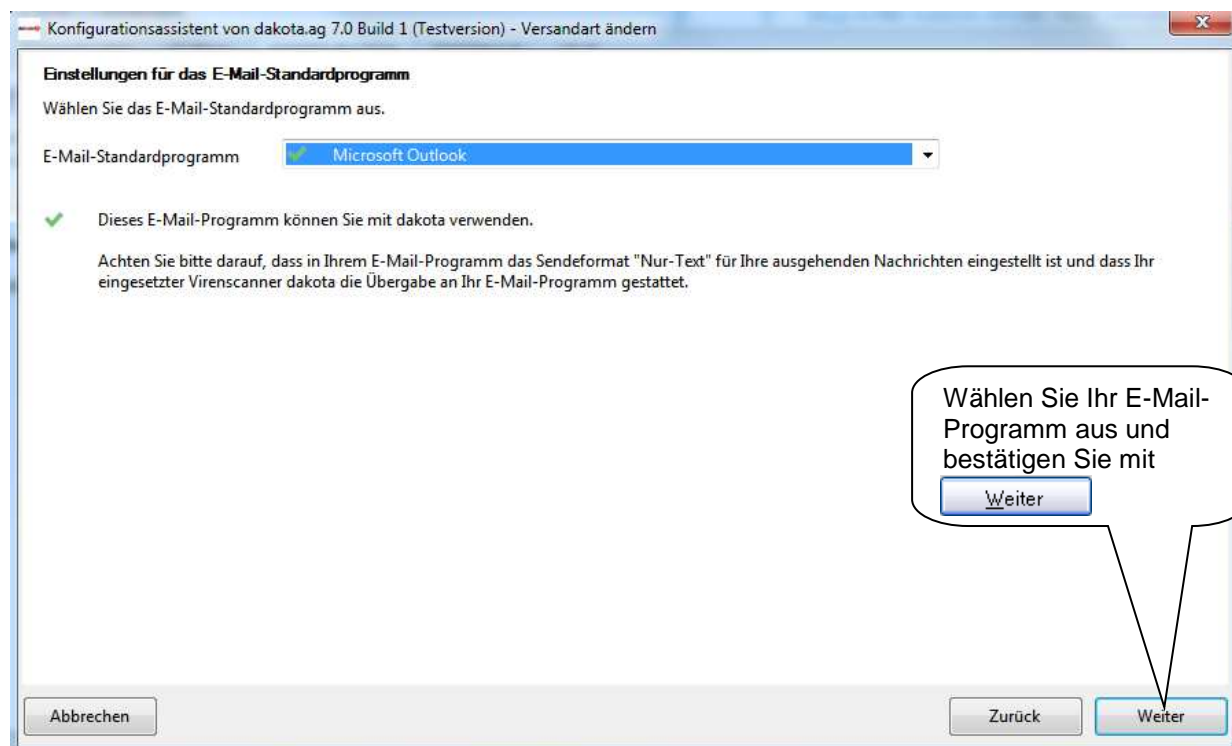 Konfigurationsassistent von dakota.ag 7.0 Build 1 (Testversion) - Versandart ändern
Einstellungen für das E-Mail-Standardprogramm
Wählen Sie das E-Mail-Standardprogramm aus.
E-Mail-Standardprogramm Microsoft Outlook
Dieses E-Mail-Programm können Sie mit dakota verwenden.
Achten Sie bitte darauf, dass in Ihrem E-Mail-Programm das Sendeformat "Nur-Text" für Ihre ausgehenden Nachrichten eingestellt ist und dass Ihr
eingesetzter Virenscanner dakota die Übergabe an Ihr E-Mail-Programm gestattet.
Wählen Sie Ihr E-Mail-
Programm aus und
bestätigen Sie mit
Weiter
Abbrechen Zurück Weiter